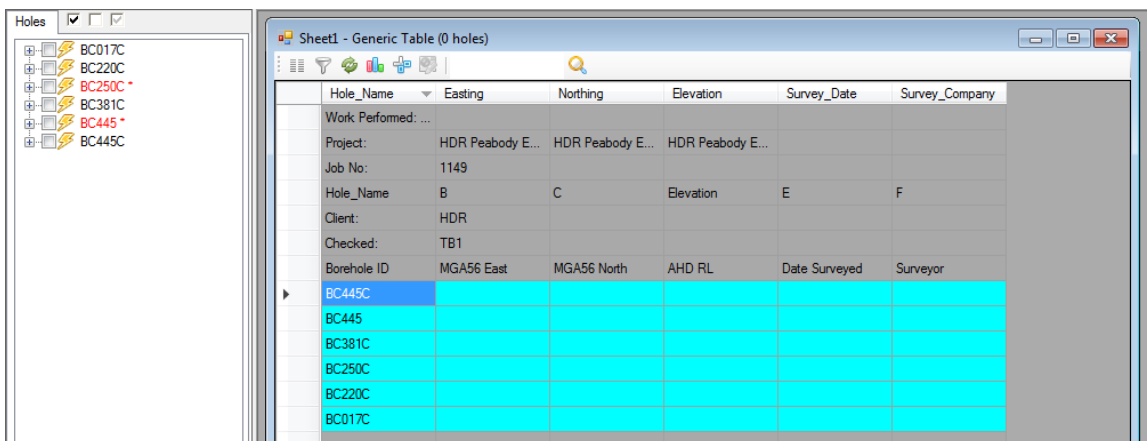 Holes
BC017C
BC220C
BC250C *
BC381C
BC445 *
BC445C
Sheet1 - Generic Table (0 holes)
Hole_Name Easting Northing Elevation Survey_Date Survey_Company
Work Performed: ...
Project: HDR Peabody E... HDR Peabody E... HDR Peabody E...
Job No: 1149
Hole_Name B C Elevation E F
Client: HDR
Checked: TB1
Borehole ID MGA56 East MGA56 North AHD RL Date Surveyed Surveyor
BC445C
BC445
BC381C
BC250C
BC220C
BC017C